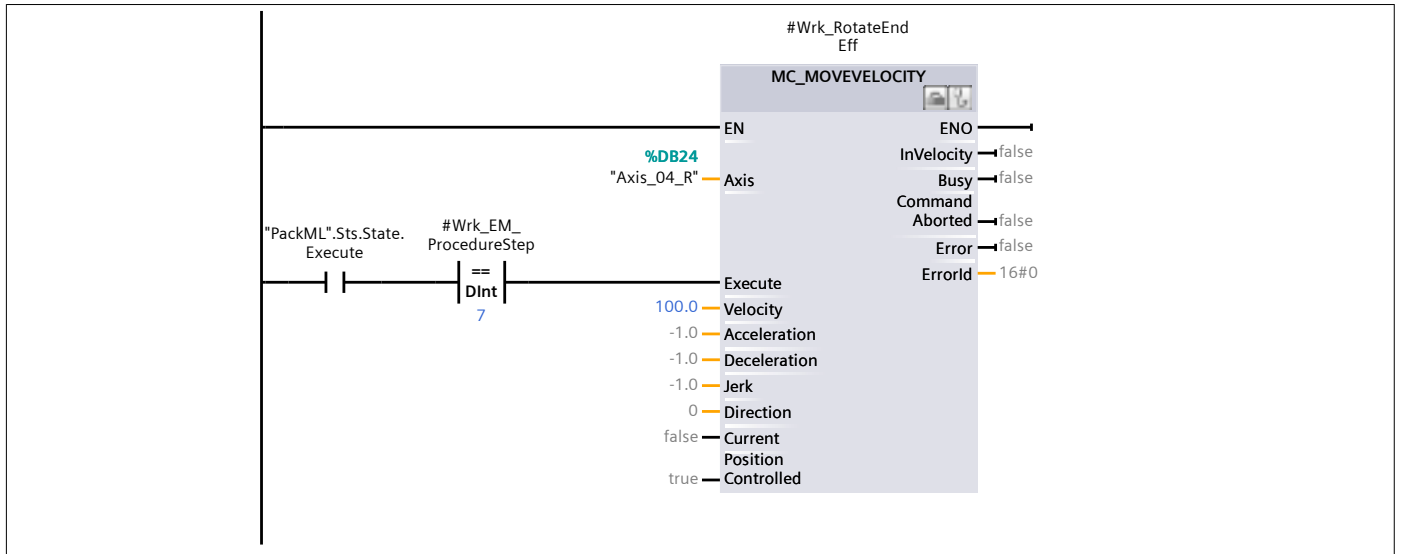 #Wrk_RotateEnd
Eff
MC_MOVEVELOCITY
EN
ENO
%DB24
InVelocity
false
"Axis_04_R"
Axis
Busy
false
Command
Aborted
false
"PackML".Sts.State.
Execute
#Wrk_EM_
ProcedureStep
Error
false
==
DInt
7
Execute
ErrorId
16#0
100.0
Velocity
-1.0
Acceleration
-1.0
Deceleration
-1.0
Jerk
0
Direction
false
Current
Position
true
Controlled